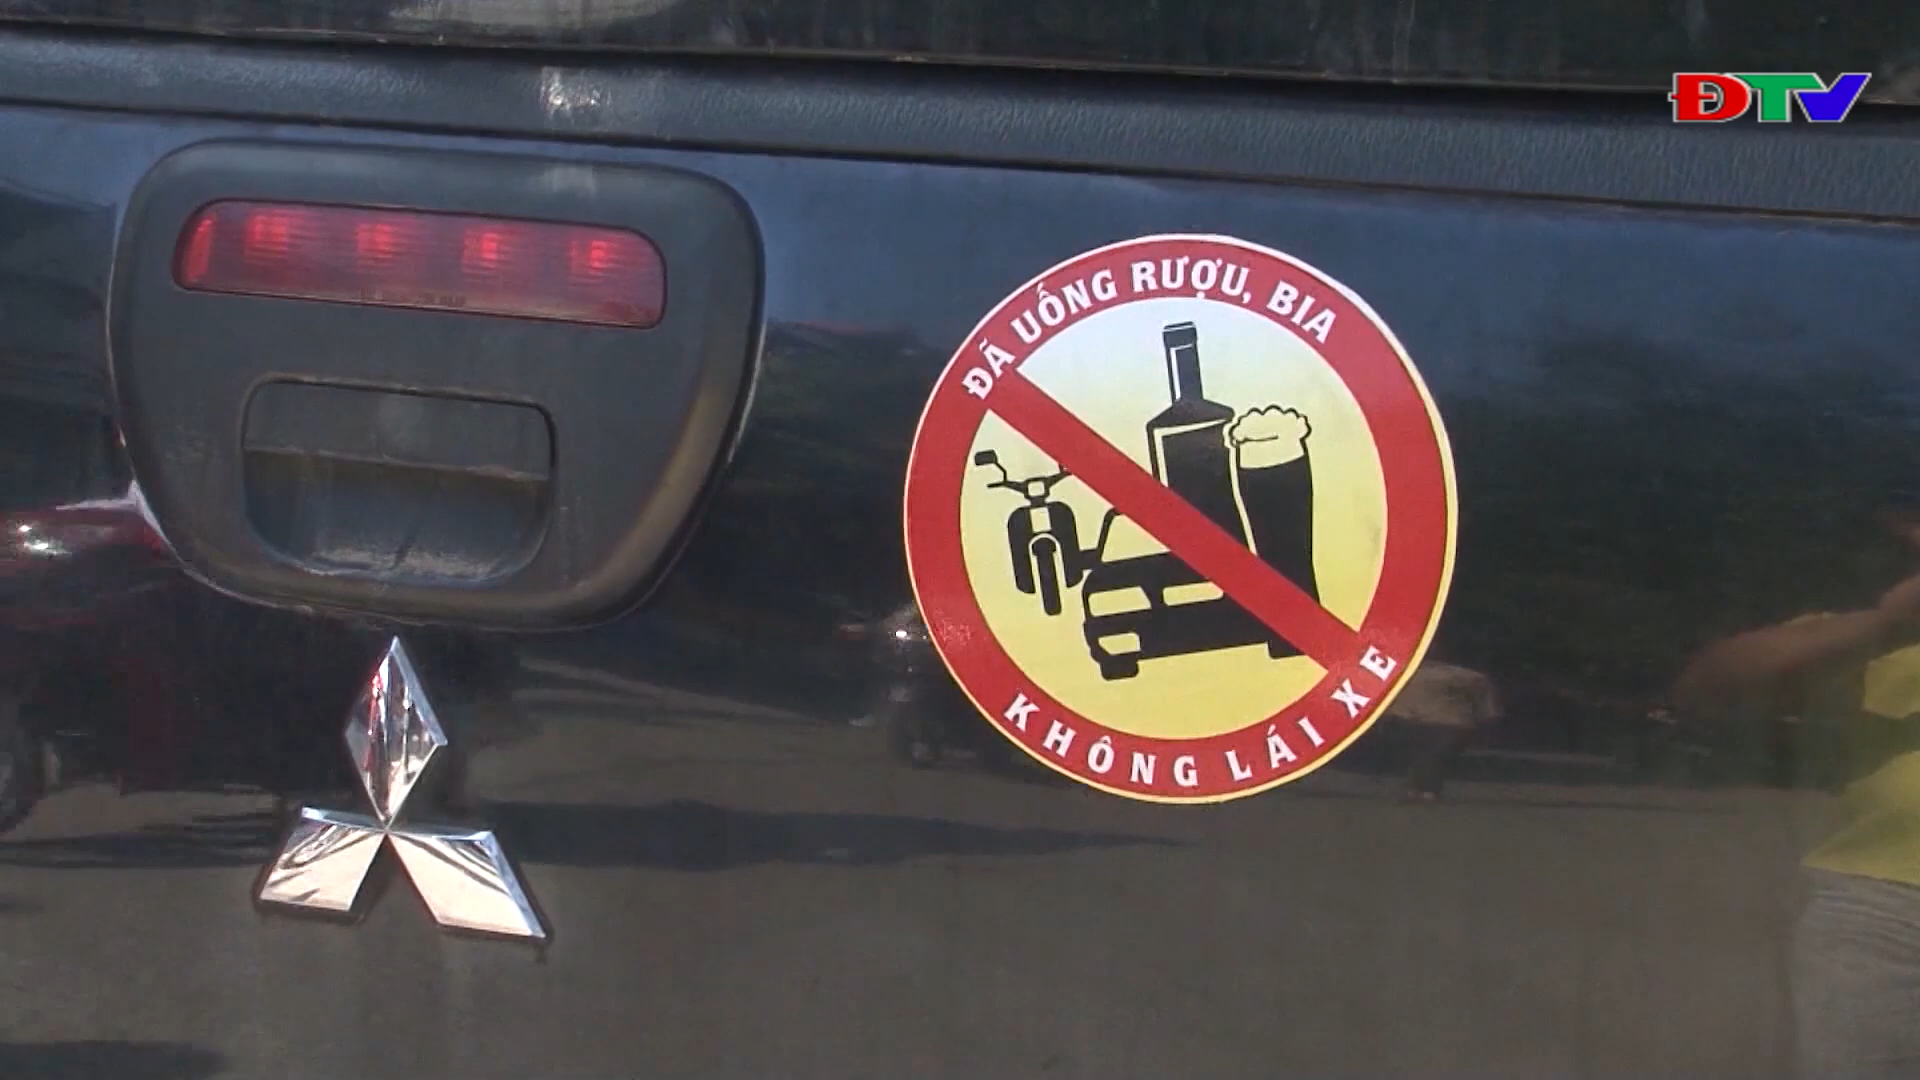 ĐTV
ĐÃ UỐNG RƯỢU, BIA
KHÔNG LÁI XE